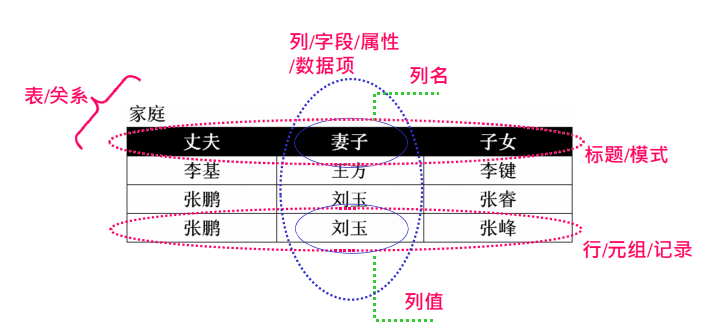 列/字段/属性
/数据项
列名
表/关系
家庭
丈夫 妻子 子女
标题/模式
李基 王方 李键
张鹏 刘玉 张睿
张鹏 刘玉 张峰
行/元组/记录
列值